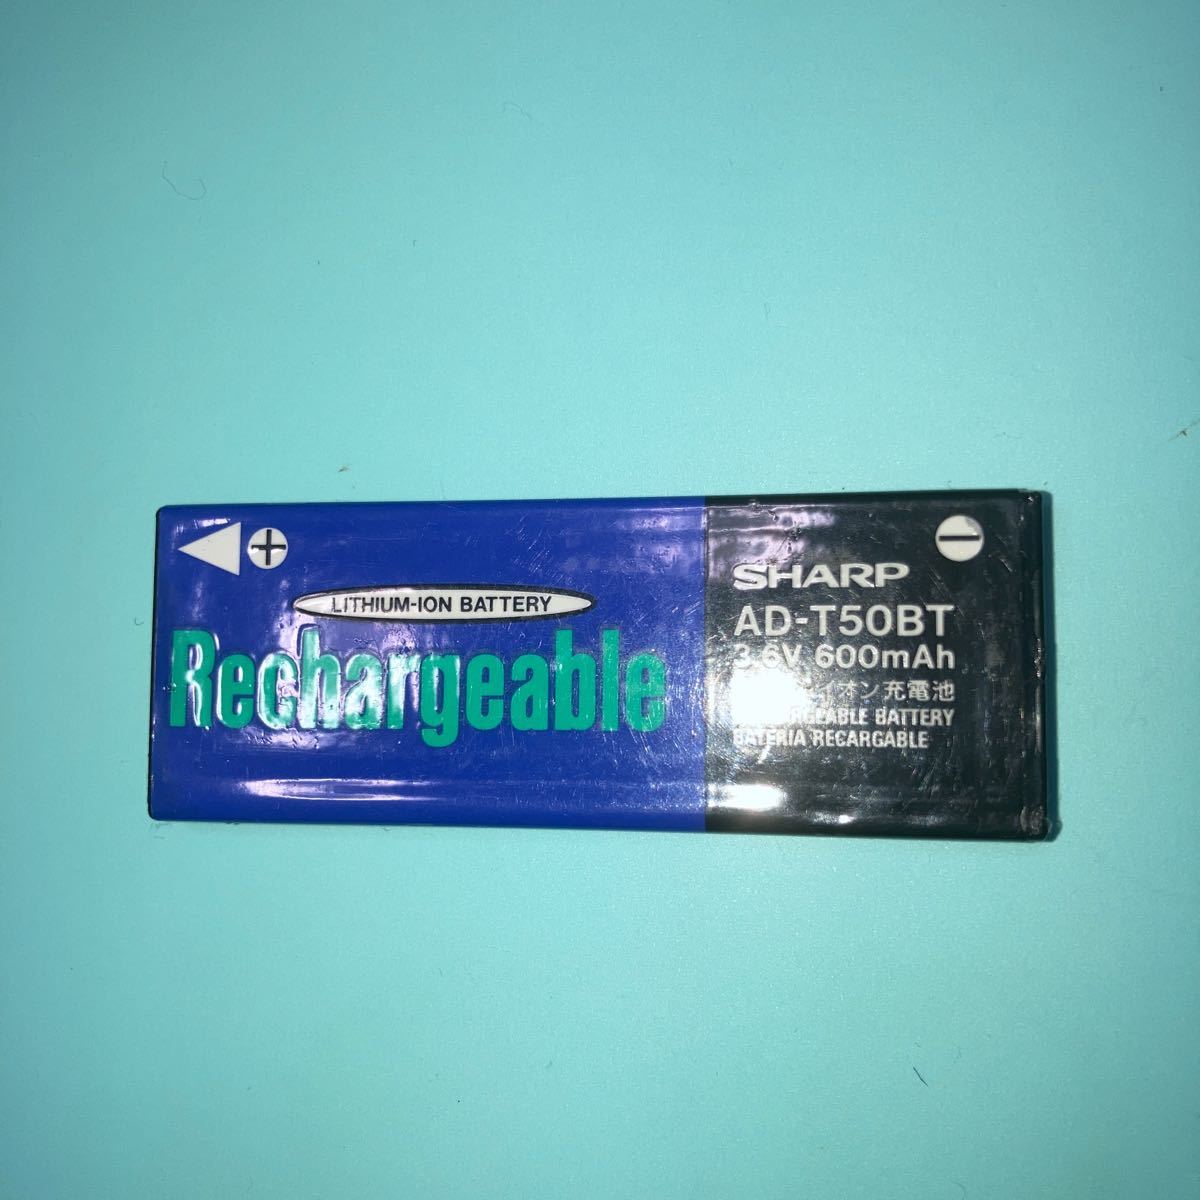 LITHIUM-ION BATTERY
Rechargeable
SHARP
AD-T50BT
3.6V 600mAh
イオン充電池
RECHARGEABLE BATTERY
BATERIA RECARGABLE